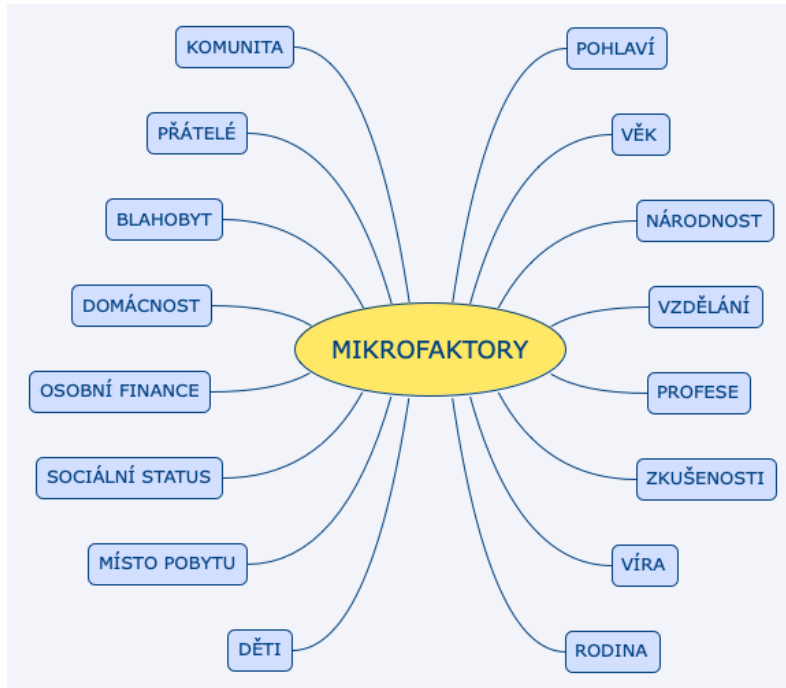 KOMUNITA
POHLAVÍ
PŘÁTELÉ
VĚK
BLAHOBYT
NÁRODNOST
DOMÁCNOST
VZDĚLÁNÍ
MIKROFAKTORY
OSOBNÍ FINANCE
PROFESE
SOCIÁLNÍ STATUS
ZKUŠENOSTI
MÍSTO POBYTU
VÍRA
DĚTI
RODINA